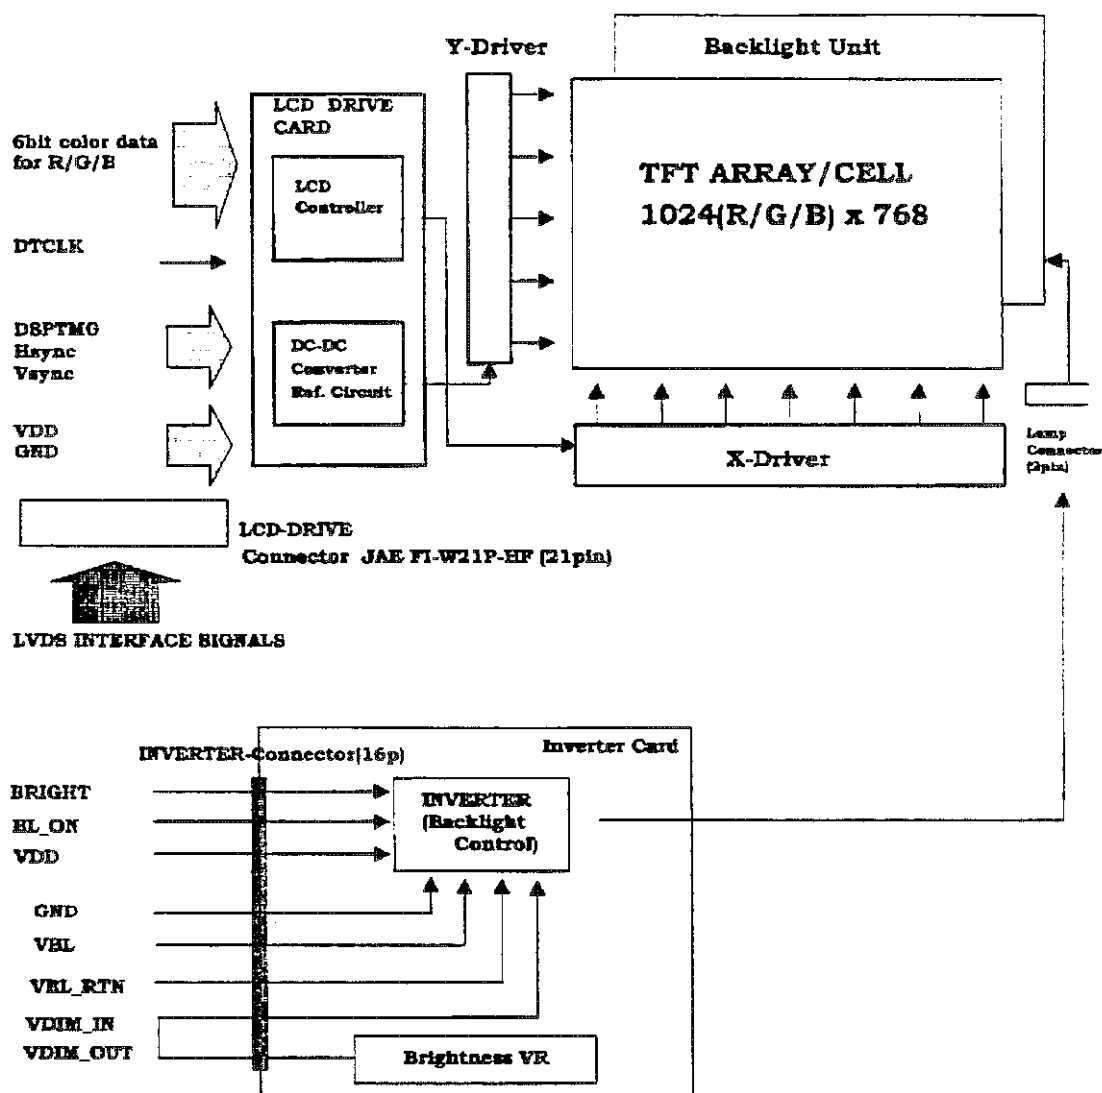 Y-Driver
Backlight Unit
LCD DRIVE
CARD
6bit color data
for R/G/B
LCD
Controller
TFT ARRAY/CELL
1024(R/G/B) x 768
DTCLK
DSPTMG
Hsync
Vsync
DC-DC
Converter
Ref. Circuit
VDD
GND
X-Driver
Lamp
Connector
(2pin)
LCD-DRIVE
Connector JAE FI-W21P-HF (21pin)
LVDS INTERFACE SIGNALS
INVERTER-Connector(16p)
Inverter Card
BRIGHT
BL_ON
VDD
INVERTER
(Backlight
Control)
GND
VBL
VBL_RTN
VDIM_IN
VDIM_OUT
Brightness VR